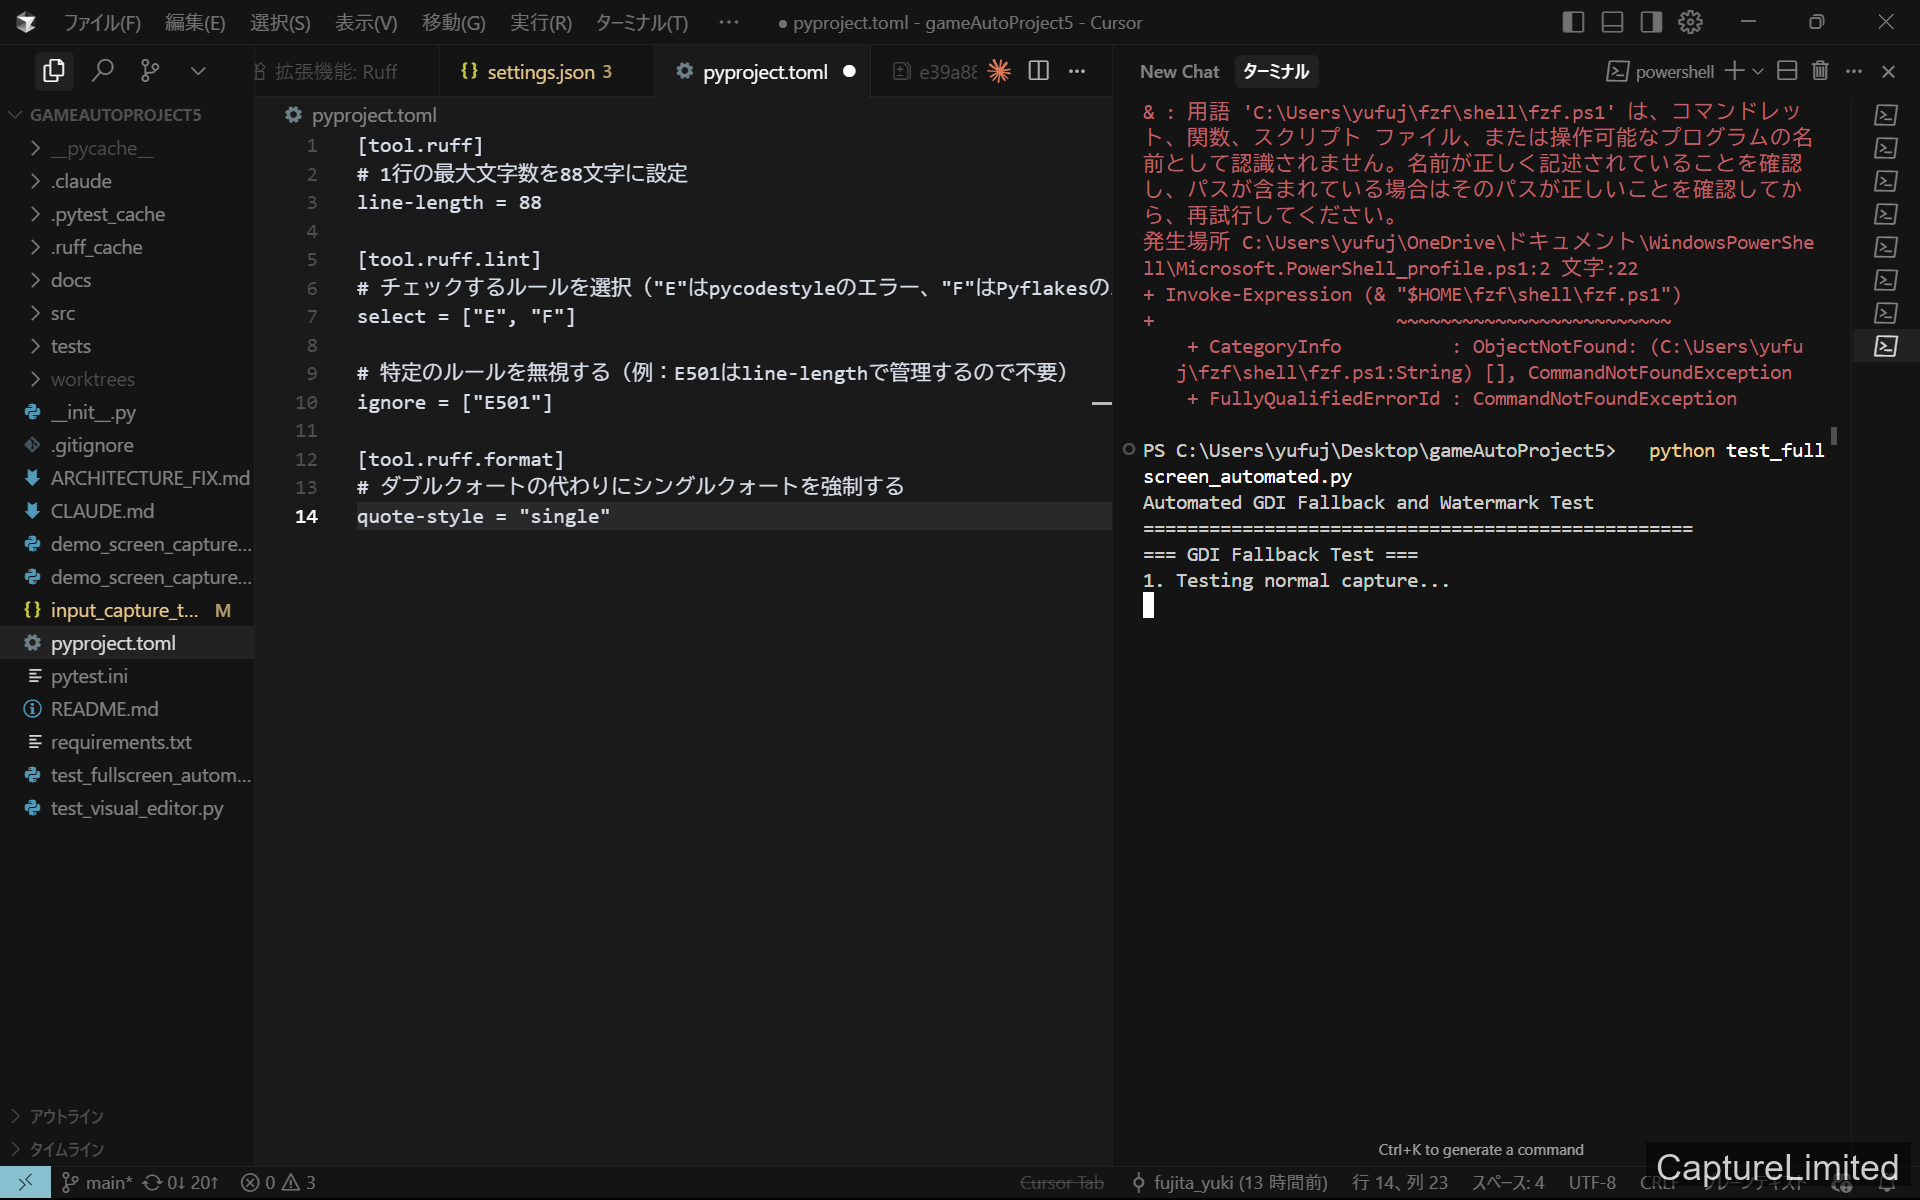 ファイル(F) 編集(E) 選択(S) 表示(V) 移動(G) 実行(R) ターミナル(T) ··· ● pyproject.toml - gameAutoProject5 - Cursor
拡張機能: Ruff
{} settings.json 3
pyproject.toml ●
e39a88
New Chat ターミナル
powershell
GAMEAUTOPROJECT5
__pycache__
.claude
.pytest_cache
.ruff_cache
docs
src
tests
worktrees
__init__.py
.gitignore
ARCHITECTURE_FIX.md
CLAUDE.md
demo_screen_capture...
demo_screen_capture...
{} input_capture_t... M
pyproject.toml
pytest.ini
README.md
requirements.txt
test_fullscreen_autom...
test_visual_editor.py
アウトライン
タイムライン
pyproject.toml
1 [tool.ruff]
2 # 1行の最大文字数を88文字に設定
3 line-length = 88
4
5 [tool.ruff.lint]
6 # チェックするルールを選択（"E"はpycodestyleのエラー、"F"はPyflakesの
7 select = ["E", "F"]
8
9 # 特定のルールを無視する（例：E501はline-lengthで管理するので不要）
10 ignore = ["E501"]
11
12 [tool.ruff.format]
13 # ダブルクォートの代わりにシングルクォートを強制する
14 quote-style = "single"
& : 用語 'C:\Users\yufuj\fzf\shell\fzf.ps1' は、コマンドレッ
ト、関数、スクリプト ファイル、または操作可能なプログラムの名
前として認識されません。名前が正しく記述されていることを確認
し、パスが含まれている場合はそのパスが正しいことを確認してか
ら、再試行してください。
発生場所 C:\Users\yufuj\OneDrive\ドキュメント\WindowsPowerShe
ll\Microsoft.PowerShell_profile.ps1:2 文字:22
+ Invoke-Expression (& "$HOME\fzf\shell\fzf.ps1")
+ ~~~~~~~~~~~~~~~~~~~~~~~~~
+ CategoryInfo : ObjectNotFound: (C:\Users\yufu
j\fzf\shell\fzf.ps1:String) [], CommandNotFoundException
+ FullyQualifiedErrorId : CommandNotFoundException
PS C:\Users\yufuj\Desktop\gameAutoProject5> python test_full
screen_automated.py
Automated GDI Fallback and Watermark Test
==================================================
=== GDI Fallback Test ===
1. Testing normal capture...
Ctrl+K to generate a command
main* 0↓ 20↑ 0 3
Cursor Tab
fujita_yuki (13 時間前) 行 14、列 23 スペース: 4 UTF-8 CRLF
CaptureLimited